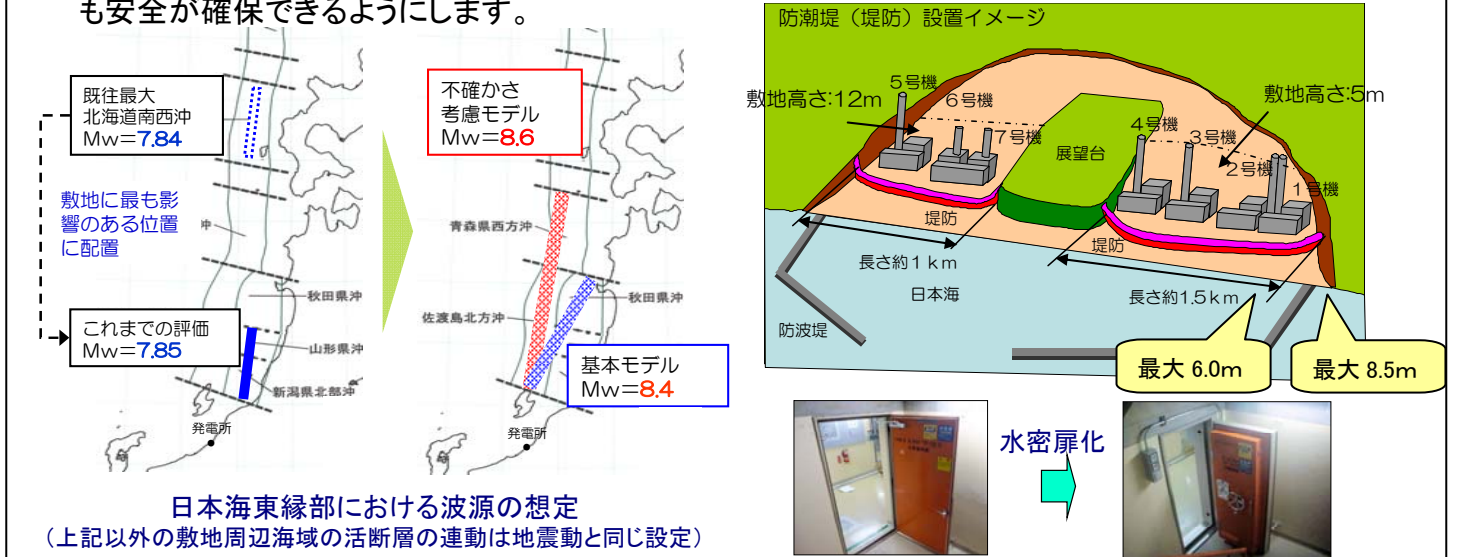 も安全が確保できるようにします。
既往最大
北海道南西沖
Mw=7.84
敷地に最も影
響のある位置
に配置
沖
秋田県沖
これまでの評価
Mw=7.85
山形県沖
新潟県北部沖
発電所
不確かさ
考慮モデル
Mw=8.6
青森県西方沖
秋田県沖
佐渡島北方沖
基本モデル
Mw=8.4
発電所
日本海東縁部における波源の想定
(上記以外の敷地周辺海域の活断層の連動は地震動と同じ設定)
防潮堤(堤防)設置イメージ
5号機
敷地高さ:12m
6号機
7号機
展望台
敷地高さ:5m
4号機
3号機
2号機
1号機
堤防
堤防
長さ約1km
長さ約1.5km
日本海
防波堤
最大 6.0m
最大 8.5m
水密扉化